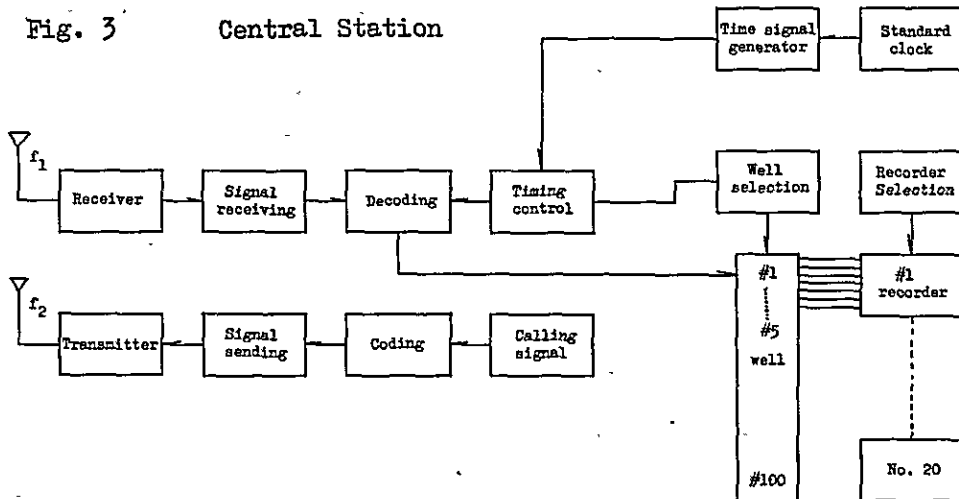 Fig. 3 Central Station
Time signal
generator
Standard
clock
f1
Receiver
Signal
receiving
Decoding
Timing
control
Well
selection
Recorder
Selection
#1
#5
well
#100
#1
recorder
No. 20
f2
Transmitter
Signal
sending
Coding
Calling
signal